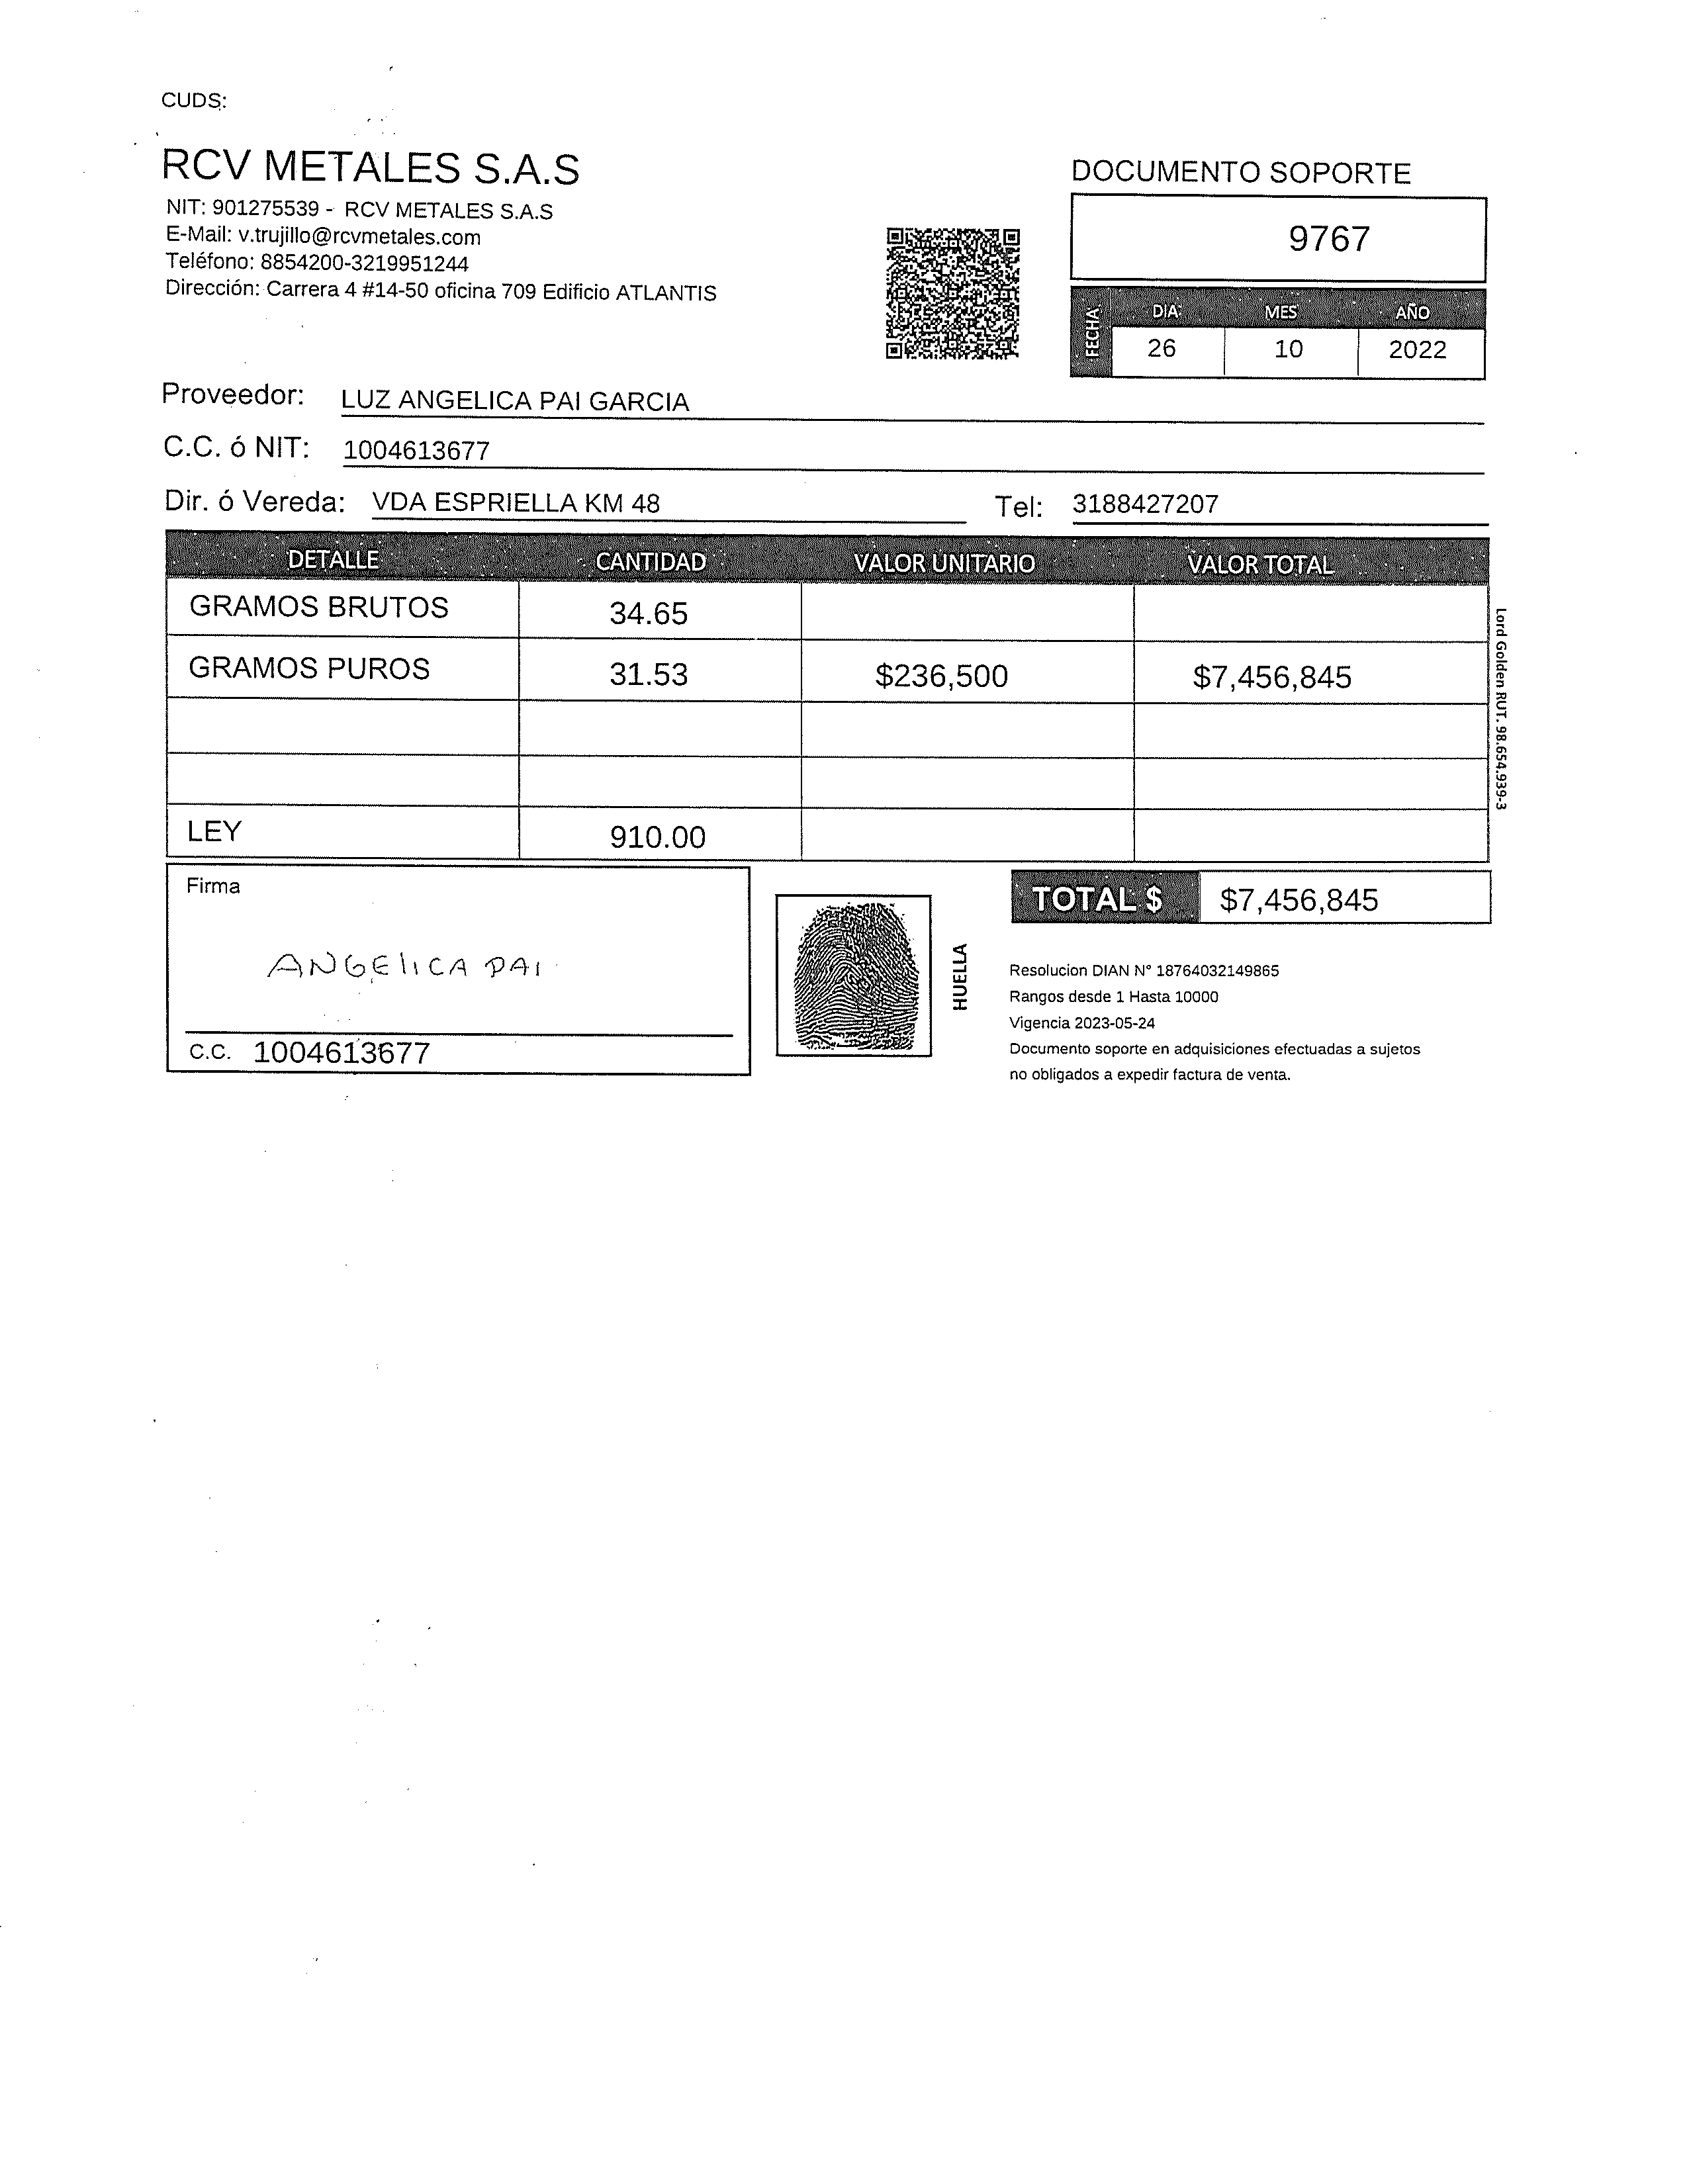 CUDS:
RCV METALES S.A.S
NIT: 901275539 - RCV METALES S.A.S
E-Mail: v.trujillo@rcvmetales.com
Teléfono: 8854200-3219951244
Dirección: Carrera 4 #14-50 oficina 709 Edificio ATLANTIS
DOCUMENTO SOPORTE
9767
FECHA: DIA MES AÑO
26 10 2022
Proveedor: LUZ ANGELICA PAI GARCIA
C.C. ó NIT: 1004613677
Dir. ó Vereda: VDA ESPRIELLA KM 48 Tel: 3188427207
DETALLE CANTIDAD VALOR UNITARIO VALOR TOTAL
GRAMOS BRUTOS 34.65
GRAMOS PUROS 31.53 $236,500 $7,456,845
LEY 910.00
Lord Golden RUT. 98.654.939-3
Firma
ANGElICA PAI
C.C. 1004613677
HUELLA
TOTAL $ $7,456,845
Resolucion DIAN N° 18764032149865
Rangos desde 1 Hasta 10000
Vigencia 2023-05-24
Documento soporte en adquisiciones efectuadas a sujetos
no obligados a expedir factura de venta.